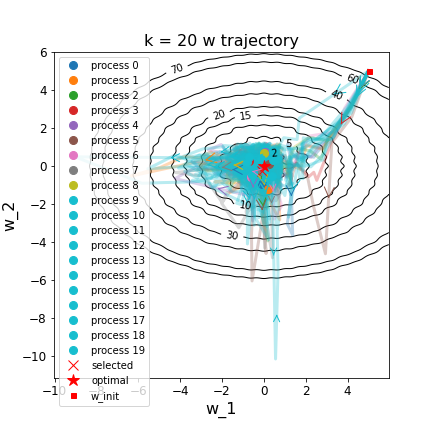 k = 20 w trajectory
6
4
2
0
−2
−4
−6
−8
−10
w_2
−10
−8
−6
−4
−2
0
2
4
w_1
process 0
process 1
process 2
process 3
process 4
process 5
process 6
process 7
process 8
process 9
process 10
process 11
process 12
process 13
process 14
process 15
process 16
process 17
process 18
process 19
selected
optimal
w_init
70
60
40
20
15
5
2
10
30